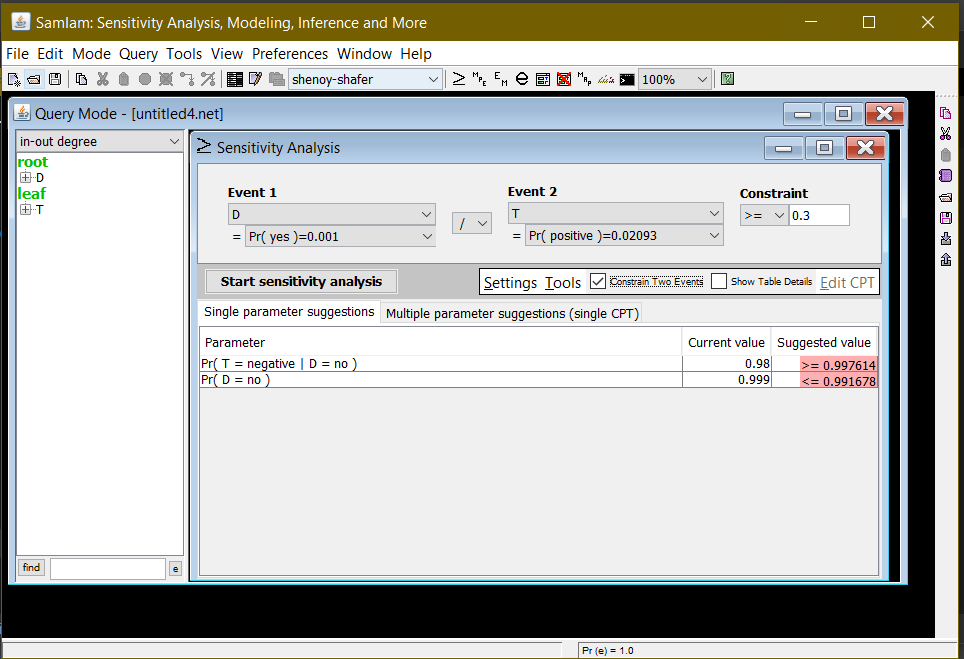 SamIam: Sensitivity Analysis, Modeling, Inference and More
File Edit Mode Query Tools View Preferences Window Help
shenoy-shafer
100%
Query Mode - [untitled4.net]
in-out degree
root
D
leaf
T
find
e
Sensitivity Analysis
Event 1
D
= Pr( yes )=0.001
/
Event 2
T
= Pr( positive )=0.02093
Constraint
>= 0.3
Start sensitivity analysis
Settings Tools Constrain Two Events Show Table Details Edit CPT
Single parameter suggestions Multiple parameter suggestions (single CPT)
Parameter Current value Suggested value
Pr( T = negative | D = no ) 0.98 >= 0.997614
Pr( D = no ) 0.999 <= 0.991678
Pr (e) = 1.0